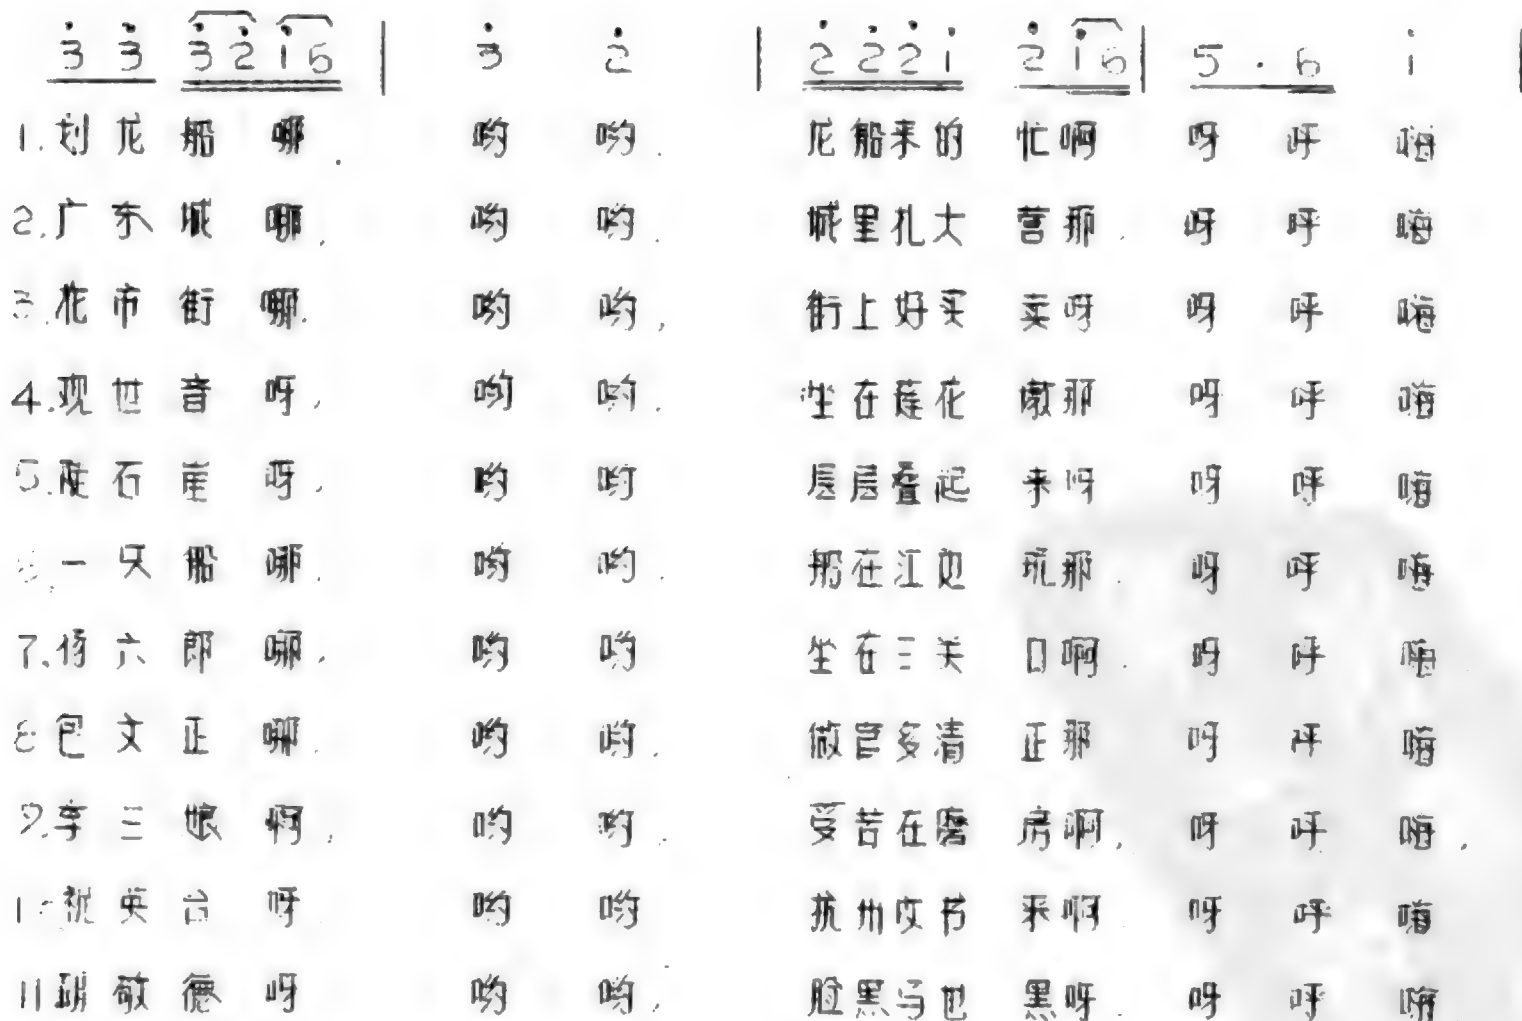 3̇ 3̇ 3̇ 2̇ 1̇ 6 | 3̇ 2̇ | 2̇ 2̇ 2̇ 1̇ 2̇ 1̇ 6 | 5 · 6 1̇ |
1. 划龙船哪. 哟哟. 龙船来的忙啊 呀呼嗨
2. 广东城哪, 哟哟. 城里扎大营那. 呀呼嗨
3. 花市街哪. 哟哟, 街上好买卖呀 呀呼嗨
4. 观世音呀, 哟哟. 坐在莲花墩那 呀呼嗨
5. 石崖呀, 哟哟 层层叠起来呀 呀呼嗨
6. 一只船哪. 哟哟. 船在江边玩那. 呀呼嗨
7. 杨六郎哪, 哟哟 坐在三关口啊. 呀呼嗨
8 包文正哪. 哟哟. 做官多清正那 呀呼嗨
9. 李三娘啊, 哟哟. 受苦在磨房啊, 呀呼嗨,
10 祝英台呀 哟哟 杭州攻书来啊 呀呼嗨
11 胡敬德呀 哟哟, 脸黑马也黑呀. 呀呼嗨